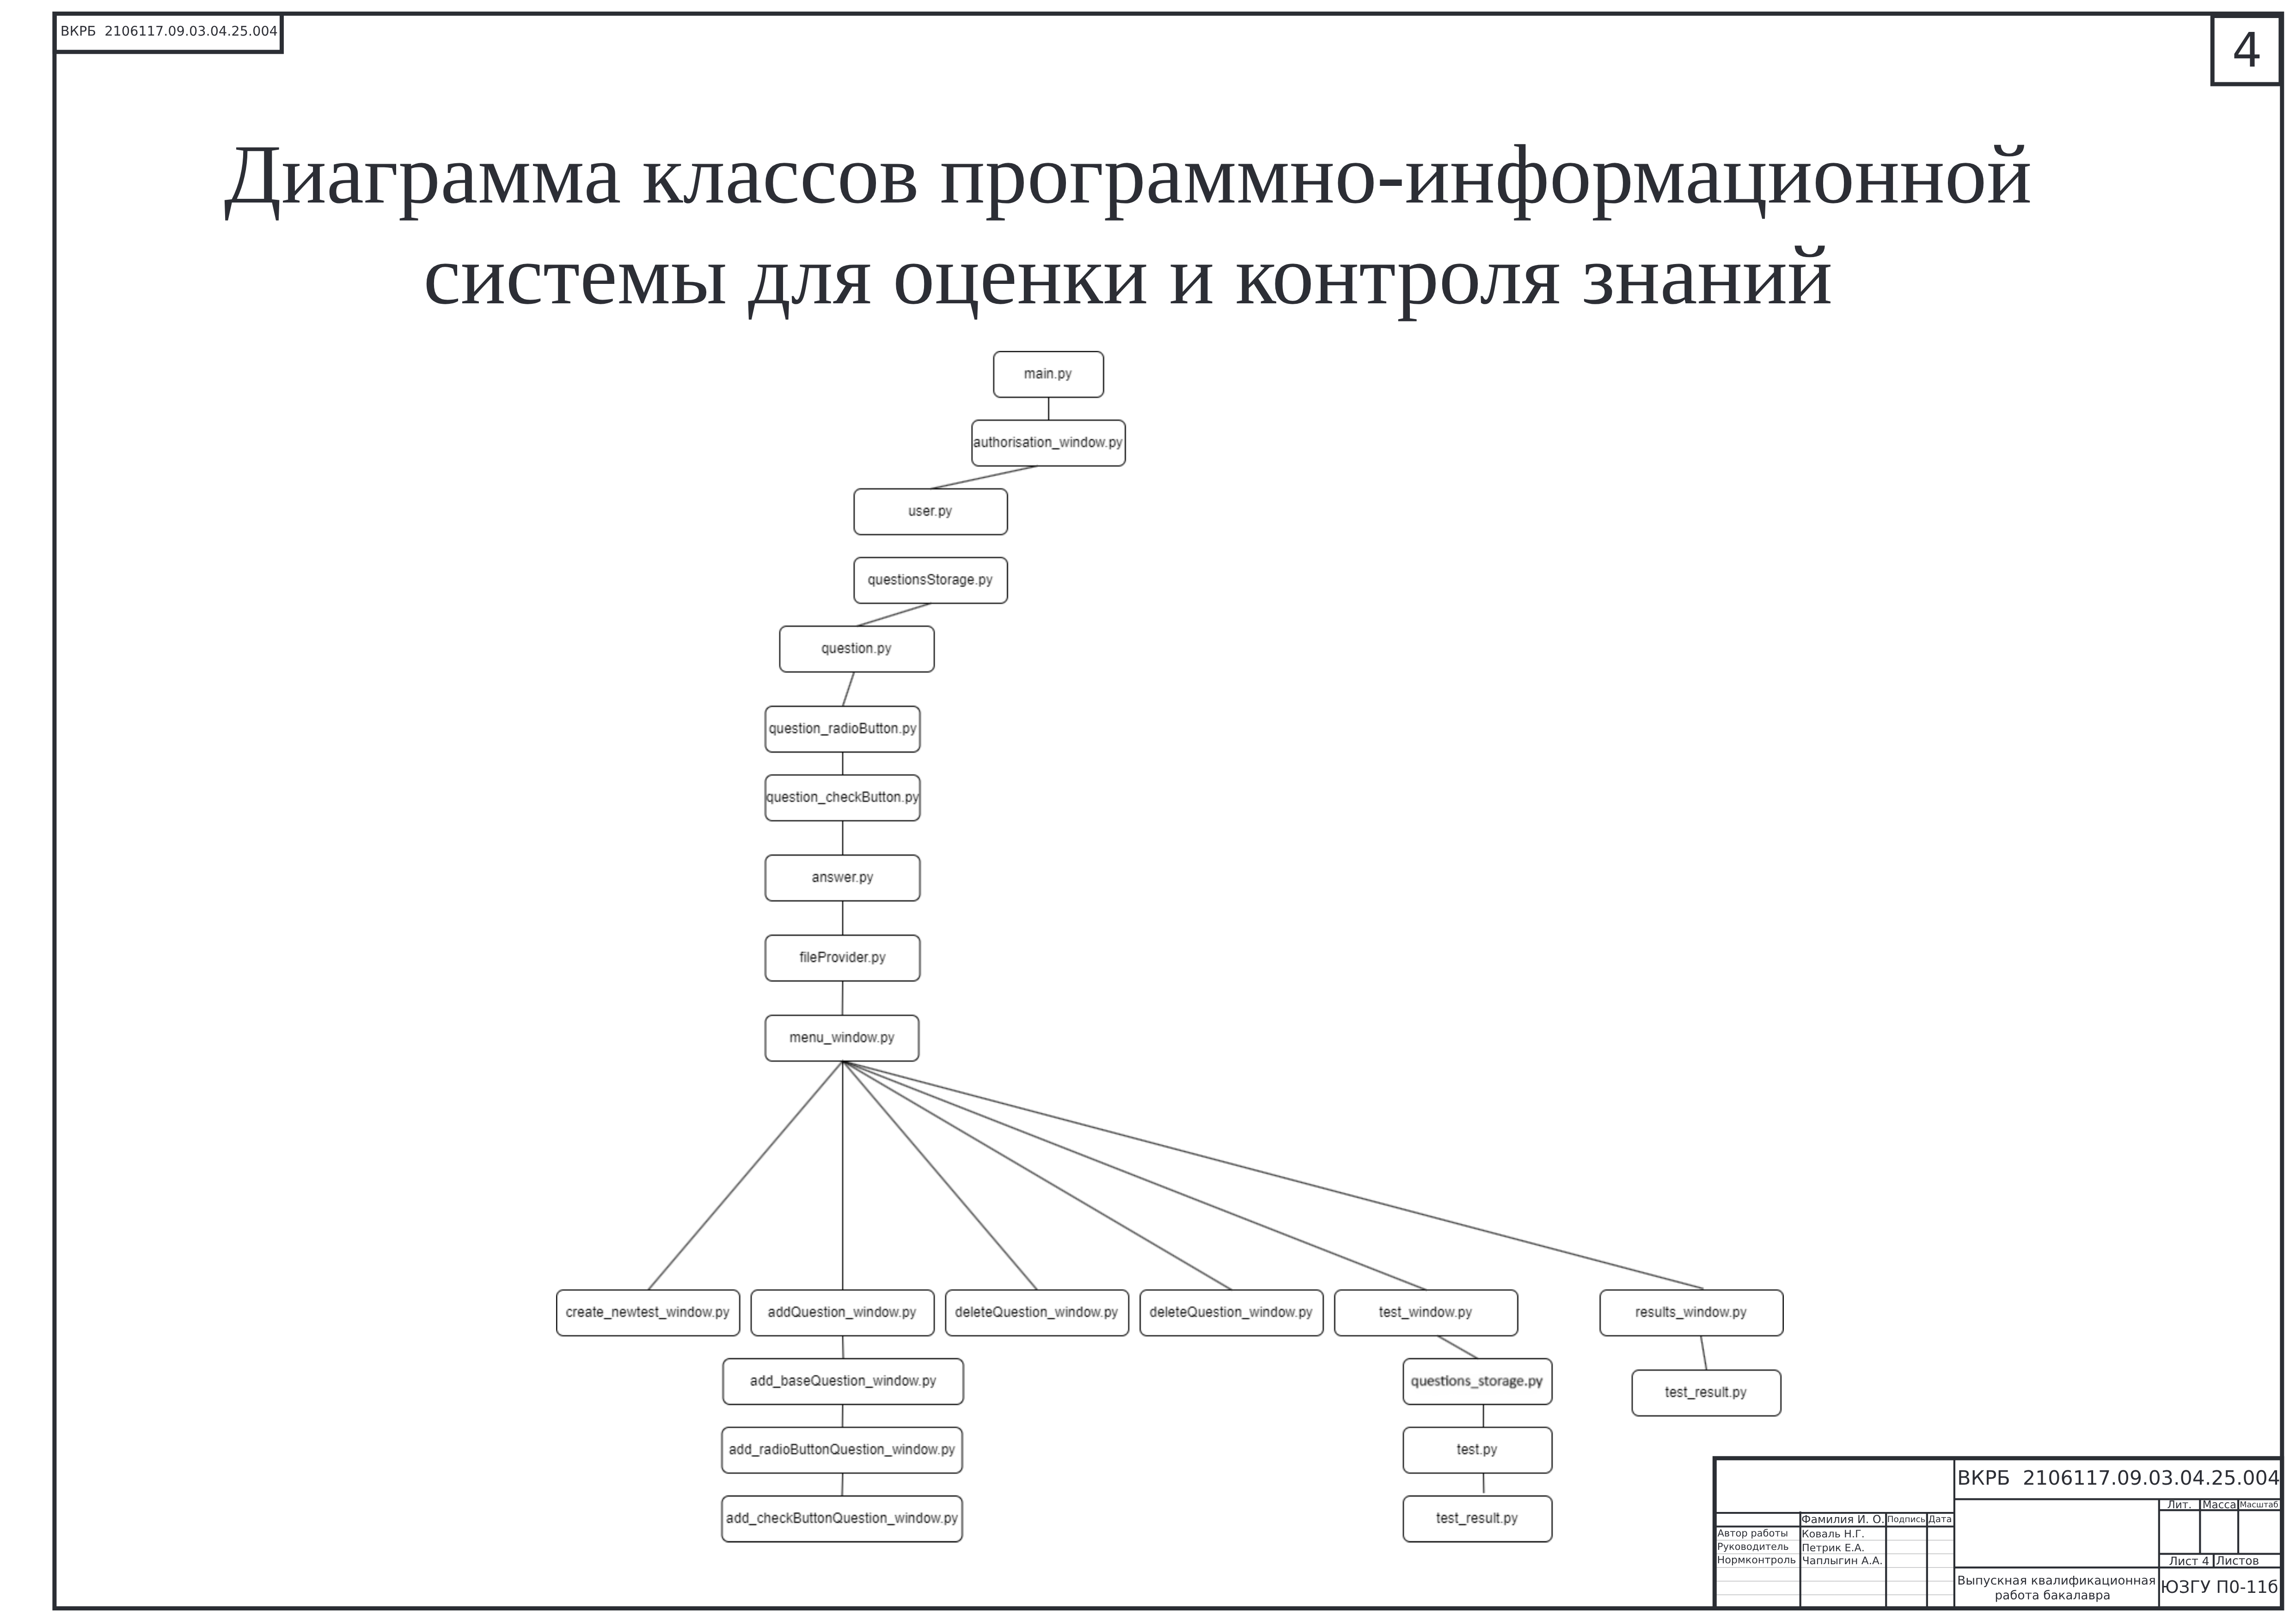 ВКРБ 2106117.09.03.04.25.004
4
Диаграмма классов программно-информационной
системы для оценки и контроля знаний
main.py
authorisation_window.py
user.py
questionsStorage.py
question.py
question_radioButton.py
question_checkButton.py
answer.py
fileProvider.py
menu_window.py
create_newtest_window.py
addQuestion_window.py
deleteQuestion_window.py
deleteQuestion_window.py
test_window.py
results_window.py
add_baseQuestion_window.py
questions_storage.py
test_result.py
add_radioButtonQuestion_window.py
test.py
add_checkButtonQuestion_window.py
test_result.py
ВКРБ 2106117.09.03.04.25.004
Лит. Масса Масштаб
Фамилия И. О. Подпись Дата
Автор работы Коваль Н.Г.
Руководитель Петрик Е.А.
Нормконтроль Чаплыгин А.А.
Лист 4 Листов
Выпускная квалификационная
работа бакалавра
ЮЗГУ П0-11б